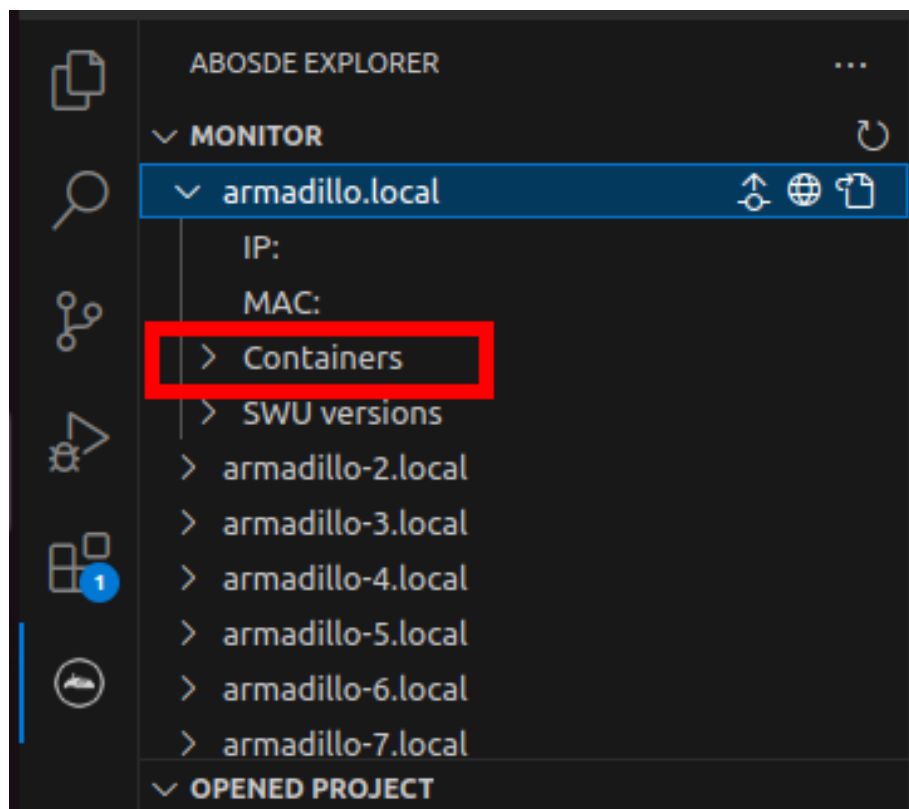 ABOSDE EXPLORER
MONITOR
armadillo.local
IP:
MAC:
Containers
SWU versions
armadillo-2.local
armadillo-3.local
armadillo-4.local
1
armadillo-5.local
armadillo-6.local
armadillo-7.local
OPENED PROJECT